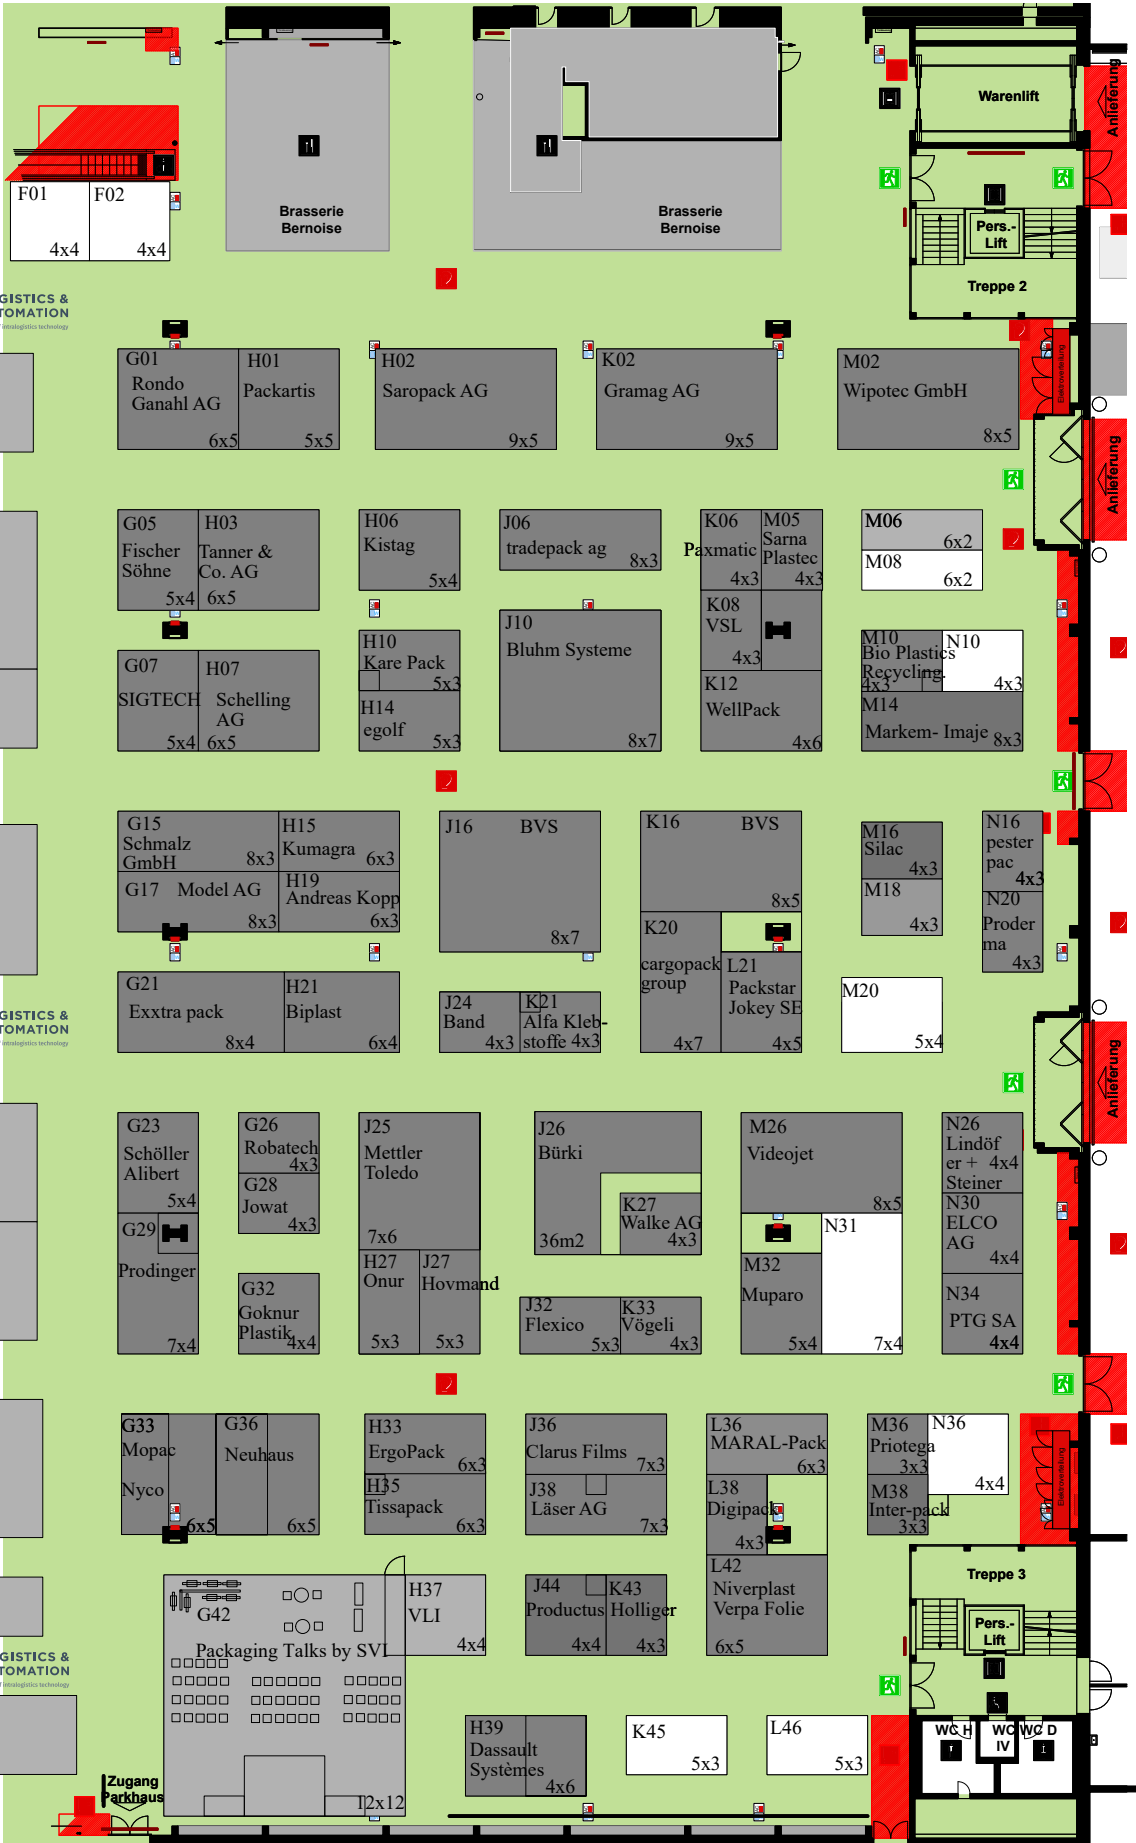 Warenlift
Anlieferung
F01
F02
4x4
4x4
Brasserie
Bernoise
Brasserie
Bernoise
Pers.-
Lift
Treppe 2
GISTICS &
TOMATION
intralogistics technology
G01
Rondo
Ganahl AG
6x5
H01
Packartis
5x5
H02
Saropack AG
9x5
K02
Gramag AG
9x5
M02
Wipotec GmbH
8x5
Elektroverteilung
Anlieferung
G05
Fischer
Söhne
5x4
H03
Tanner &
Co. AG
6x5
H06
Kistag
5x4
J06
tradepack ag
8x3
K06
Paxmatic
4x3
M05
Sarna
Plastec
4x3
M06
6x2
M08
6x2
G07
SIGTECH
5x4
H07
Schelling
AG
6x5
H10
Kare Pack
5x3
H14
egolf
5x3
J10
Bluhm Systeme
8x7
K08
VSL
4x3
K12
WellPack
4x6
M10
Bio Plastics
Recycling.
4x3
N10
4x3
M14
Markem- Imaje
8x3
G15
Schmalz
GmbH
8x3
H15
Kumagra
6x3
G17
Model AG
8x3
H19
Andreas Kopp
6x3
J16
BVS
8x7
K16
BVS
8x5
M16
Silac
4x3
M18
4x3
N16
pester
pac
4x3
N20
Proder
ma
4x3
G21
Exxtra pack
8x4
H21
Biplast
6x4
J24
Band
4x3
K21
Alfa Kleb-
stoffe 4x3
K20
cargopack
group
4x7
L21
Packstar
Jokey SE
4x5
M20
5x4
GISTICS &
TOMATION
intralogistics technology
Anlieferung
G23
Schöller
Alibert
5x4
G26
Robatech
4x3
G28
Jowat
4x3
J25
Mettler
Toledo
7x6
J26
Bürki
36m2
K27
Walke AG
4x3
M26
Videojet
8x5
N26
Lindöf
er + 4x4
Steiner
G29
Prodinger
7x4
G32
Goknur
Plastik
4x4
H27
Onur
5x3
J27
Hovmand
5x3
J32
Flexico
5x3
K33
Vögeli
4x3
M32
Muparo
5x4
N31
7x4
N30
ELCO
AG
4x4
N34
PTG SA
4x4
G33
Mopac
Nyco
6x5
G36
Neuhaus
6x5
H33
ErgoPack
6x3
H35
Tissapack
6x3
J36
Clarus Films
7x3
J38
Läser AG
7x3
L36
MARAL-Pack
6x3
L38
Digipack
4x3
M36
Priotega
3x3
N36
4x4
M38
Inter-pack
3x3
Elektroverteilung
Treppe 3
G42
Packaging Talks by SVI
12x12
H37
VLI
4x4
J44
Productus
4x4
K43
Holliger
4x3
L42
Niverplast
Verpa Folie
6x5
Pers.-
Lift
GISTICS &
TOMATION
intralogistics technology
H39
Dassault
Systèmes
4x6
K45
5x3
L46
5x3
WC H
WC
IV
WC D
Zugang
Parkhaus